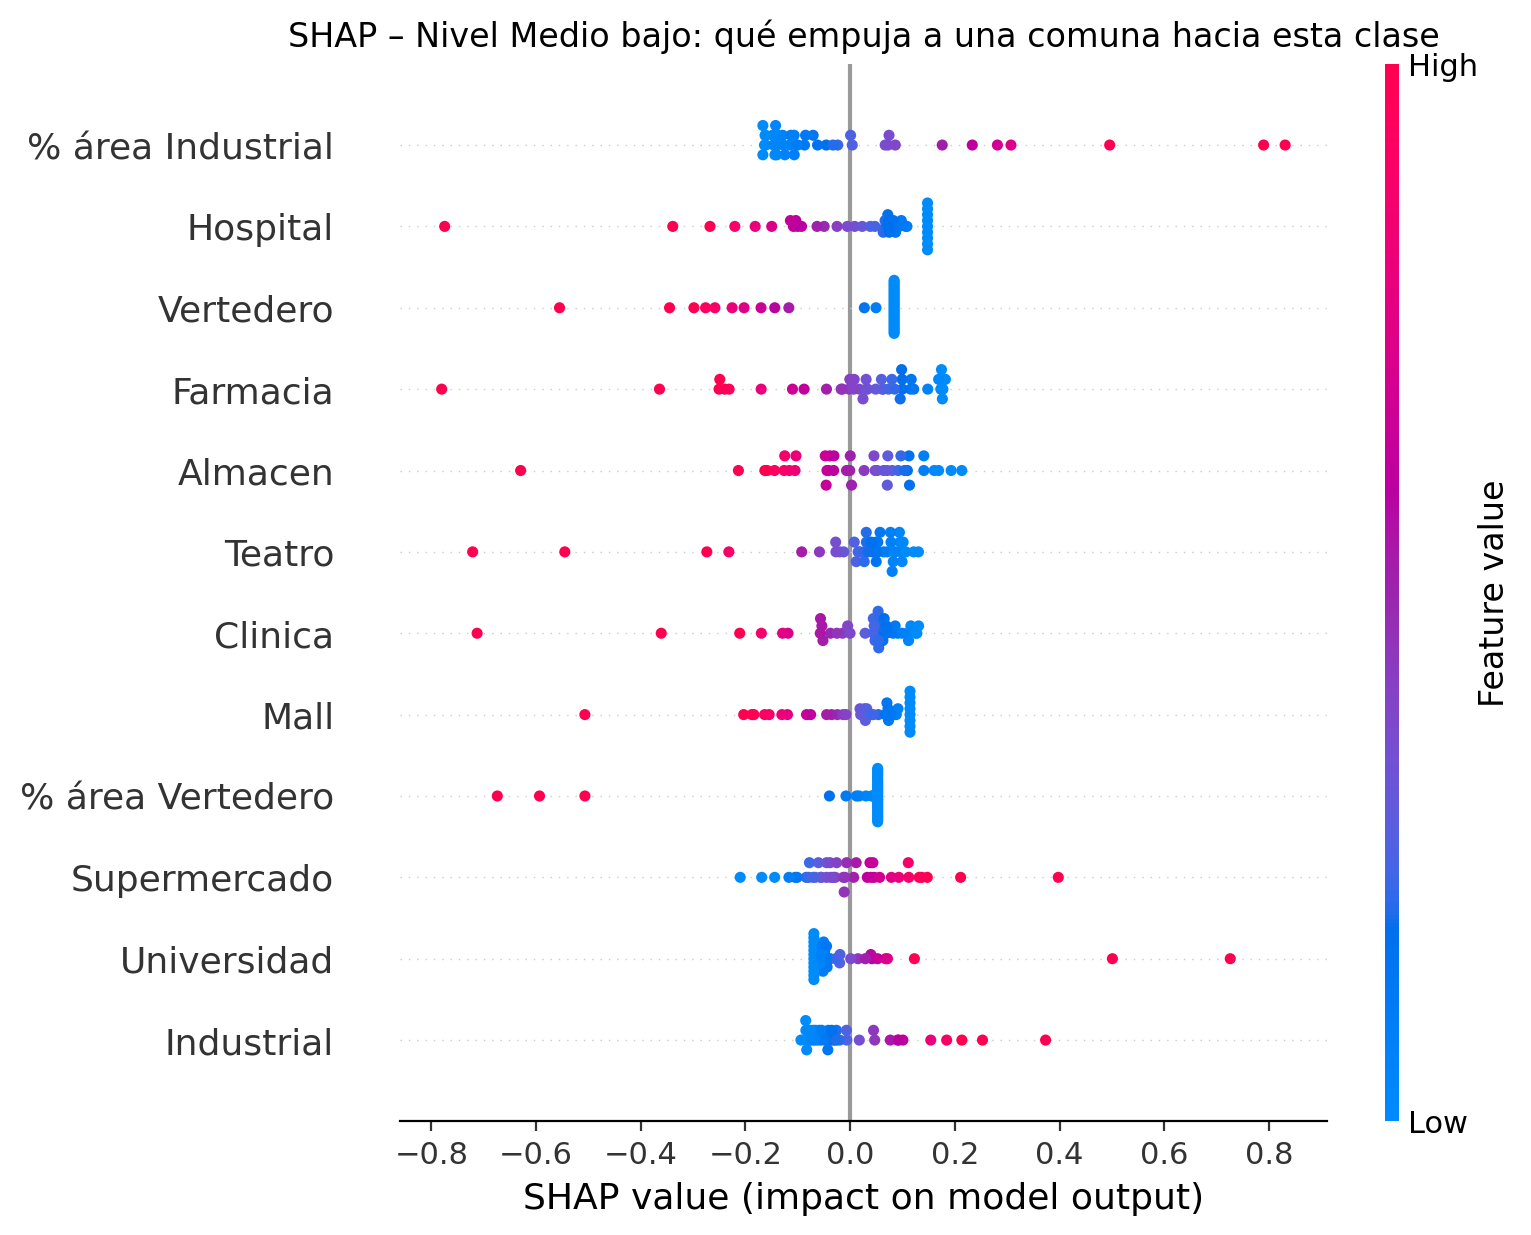 SHAP – Nivel Medio bajo: qué empuja a una comuna hacia esta clase
High
% área Industrial
Hospital
Vertedero
Farmacia
Almacen
Teatro
Clinica
Mall
% área Vertedero
Supermercado
Universidad
Industrial
Feature value
Low
−0.8 −0.6 −0.4 −0.2 0.0 0.2 0.4 0.6 0.8
SHAP value (impact on model output)